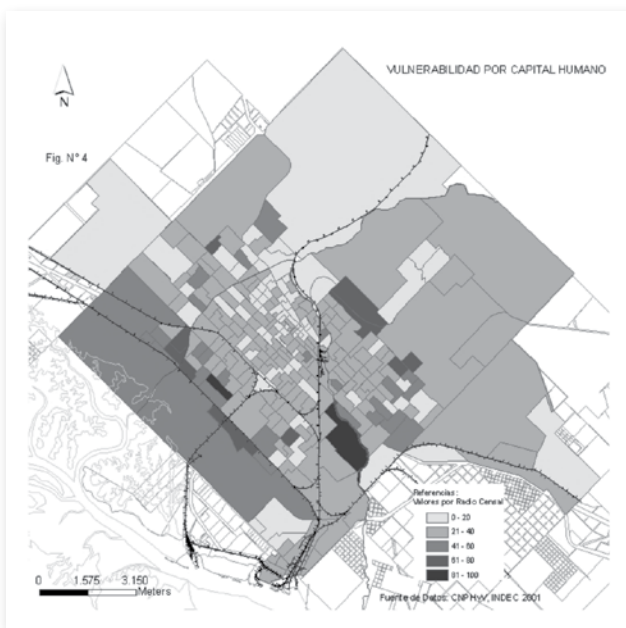 VULNERABILIDAD POR CAPITAL HUMANO
N
Fig. N° 4
Referencias:
Valores por Radio Censal
0 - 20
21 - 40
41 - 60
61 - 80
81 - 100
0 1.575 3.150
Meters
Fuente de Datos: CNPHyV, INDEC 2001